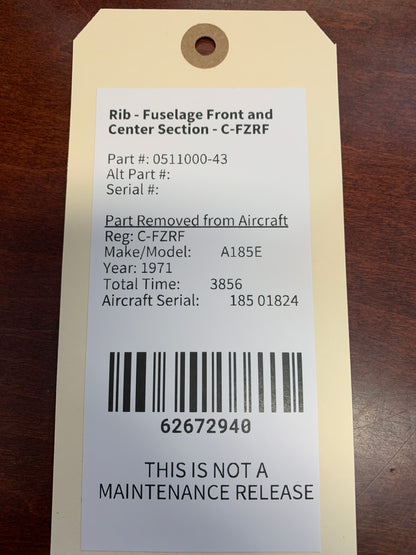 Rib - Fuselage Front and
Center Section - C-FZRF
Part #: 0511000-43
Alt Part #:
Serial #:
Part Removed from Aircraft
Reg: C-FZRF
Make/Model: A185E
Year: 1971
Total Time: 3856
Aircraft Serial: 185 01824
62672940
THIS IS NOT A
MAINTENANCE RELEASE